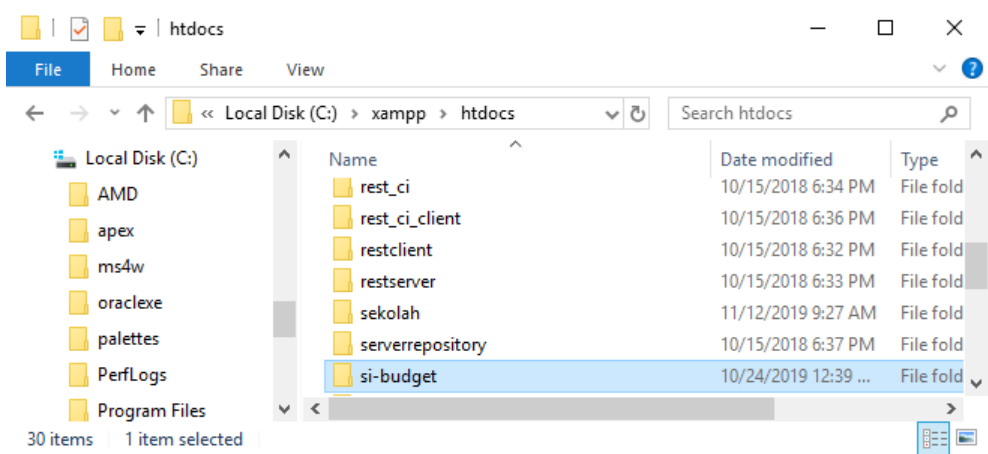 htdocs
File Home Share View ?
« Local Disk (C:) > xampp > htdocs Search htdocs
Local Disk (C:)
AMD
apex
ms4w
oraclexe
palettes
PerfLogs
Program Files
Name Date modified Type
rest_ci 10/15/2018 6:34 PM File fold
rest_ci_client 10/15/2018 6:36 PM File fold
restclient 10/15/2018 6:32 PM File fold
restserver 10/15/2018 6:33 PM File fold
sekolah 11/12/2019 9:27 AM File fold
serverrepository 10/15/2018 6:37 PM File fold
si-budget 10/24/2019 12:39 ... File fold
30 items 1 item selected